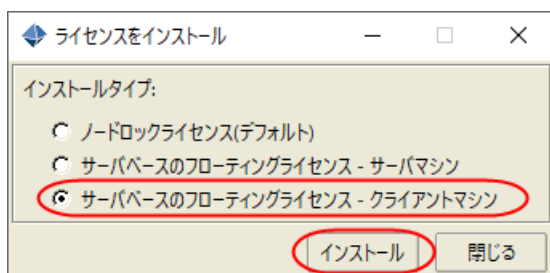 ライセンスをインストール
インストールタイプ:
ノードロックライセンス(デフォルト)
サーバベースのフローティングライセンス - サーバマシン
サーバベースのフローティングライセンス - クライアントマシン
インストール 閉じる